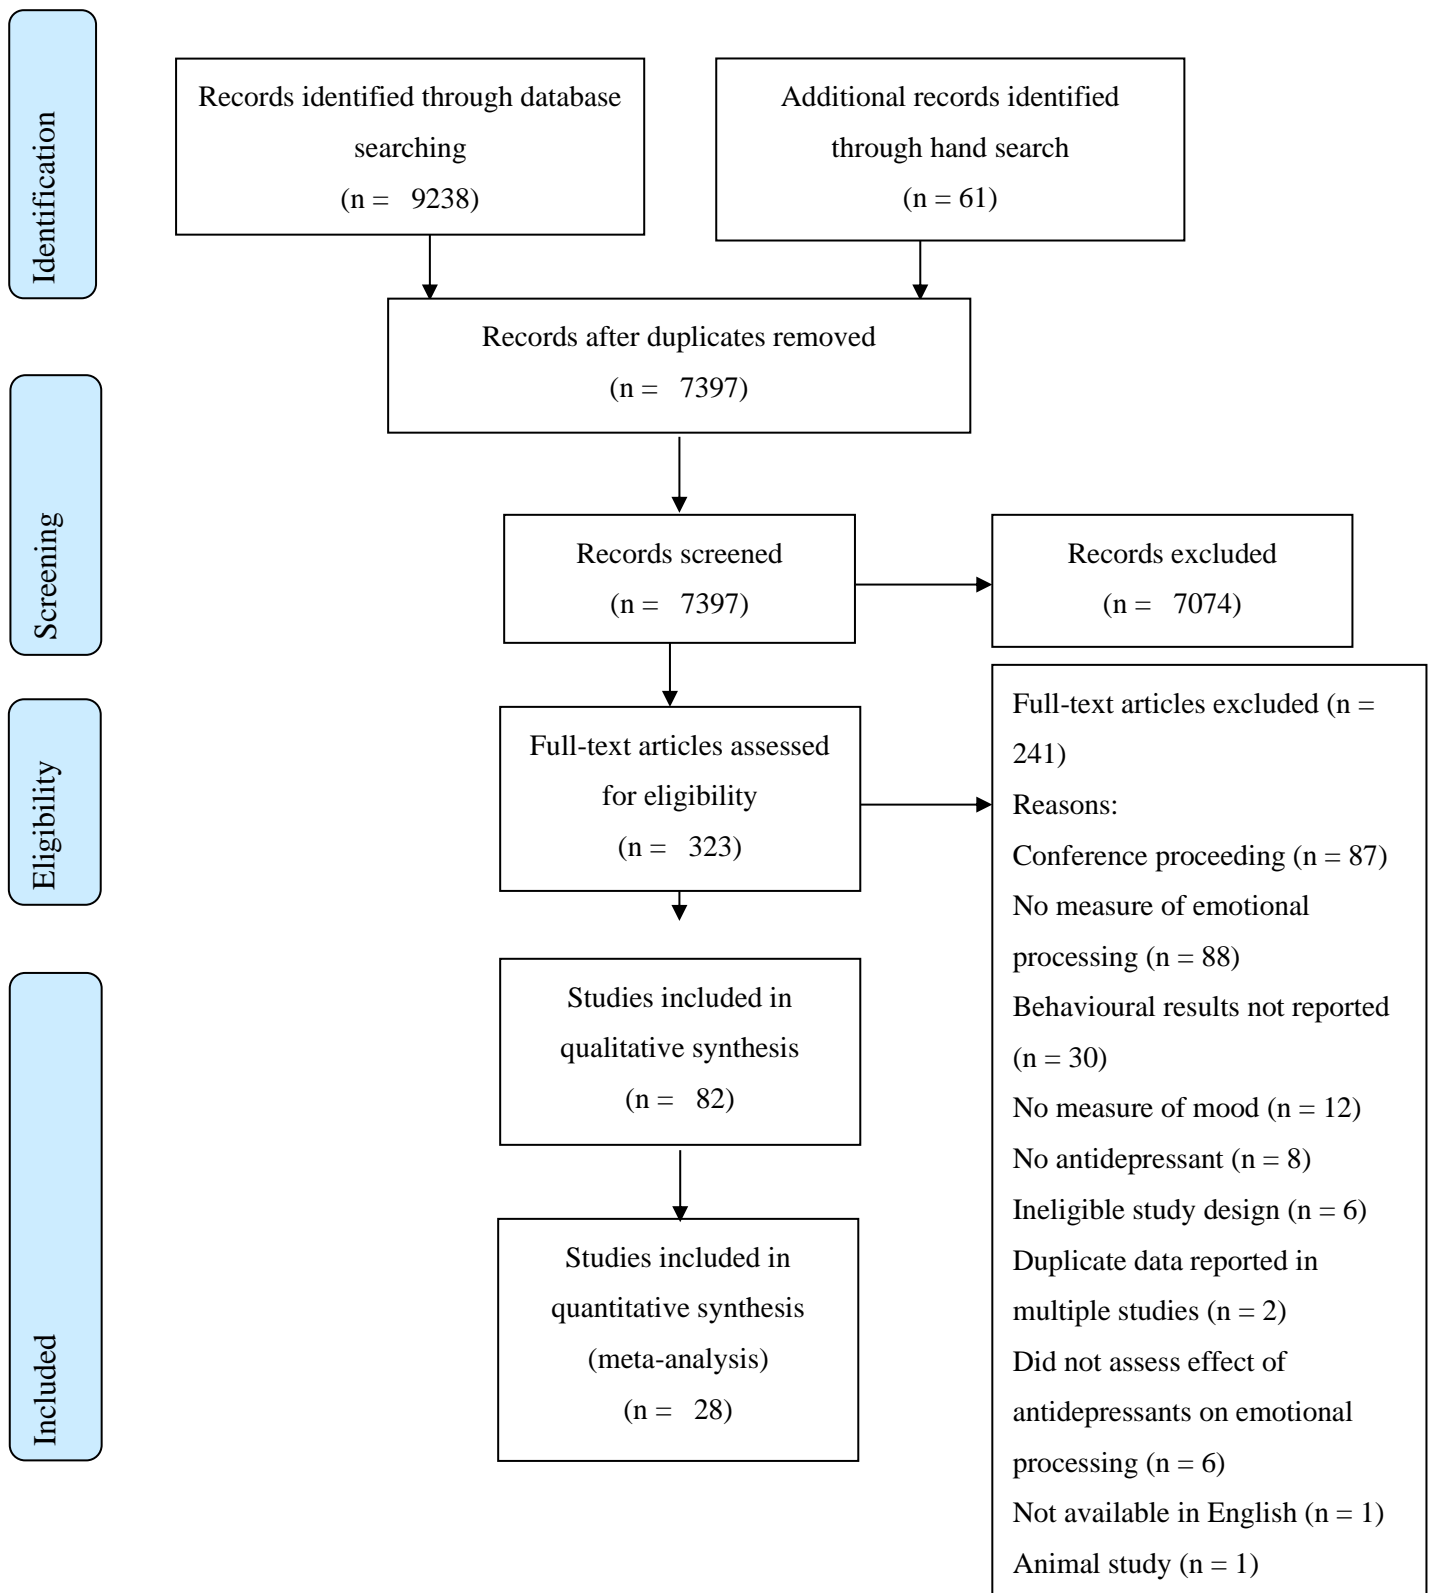 Identification
Records identified through database
searching
(n =   9238)
Additional records identified
through hand search
(n = 61)
Records after duplicates removed
(n =   7397)
Screening
Records screened
(n =   7397)
Records excluded
(n =   7074)
Eligibility
Full-text articles assessed
for eligibility
(n =   323)
Full-text articles excluded (n =
241)
Reasons:
Conference proceeding (n = 87)
No measure of emotional
processing (n = 88)
Behavioural results not reported
(n = 30)
No measure of mood (n = 12)
No antidepressant (n = 8)
Ineligible study design (n = 6)
Duplicate data reported in
multiple studies (n = 2)
Did not assess effect of
antidepressants on emotional
processing (n = 6)
Not available in English (n = 1)
Animal study (n = 1)
Included
Studies included in
qualitative synthesis
(n =   82)
Studies included in
quantitative synthesis
(meta-analysis)
(n =   28)